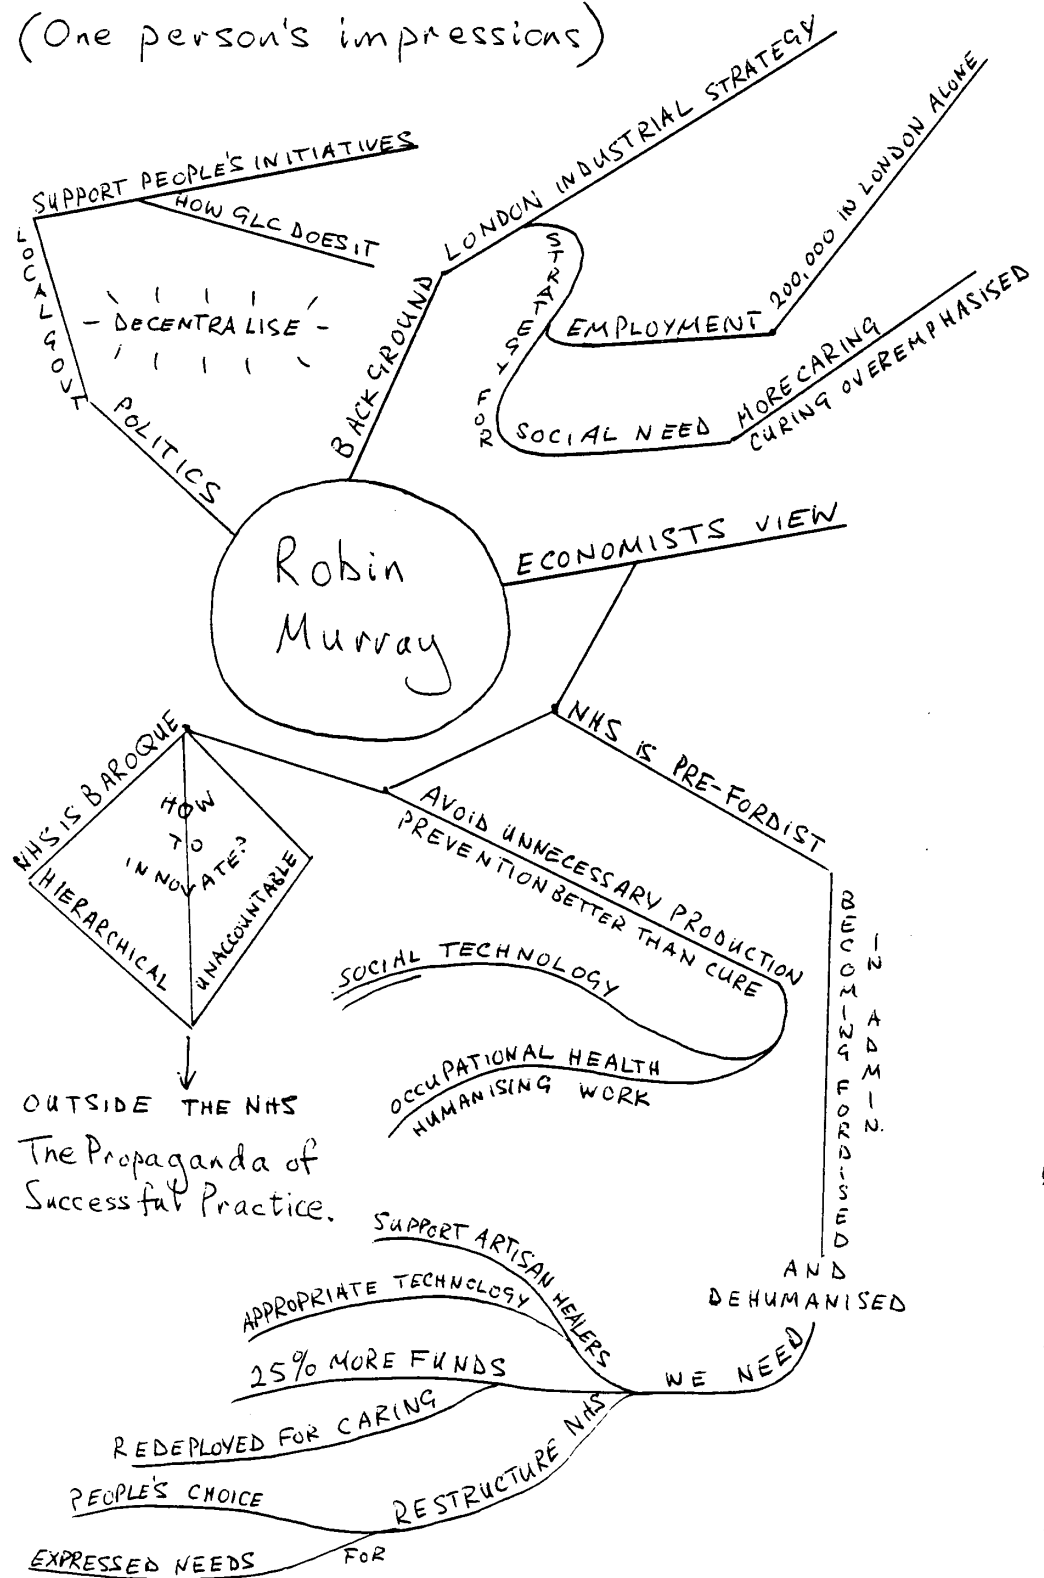 (One person's impressions)
LONDON INDUSTRIAL STRATEGY
200,000 IN LONDON ALONE
SUPPORT PEOPLE'S INITIATIVES
HOW GLC DOES IT
LOCAL GOVT
- DECENTRALISE -
POLITICS
BACKGROUND
STRATEGY FOR
EMPLOYMENT
SOCIAL NEED
MORE CARING
CURING OVEREMPHASISED
Robin
Murray
ECONOMISTS VIEW
NHS IS PRE-FORDIST
NHS IS BAROQUE
HOW
TO
INNOVATE?
HIERARCHICAL
UNACCOUNTABLE
AVOID UNNECESSARY PRODUCTION
PREVENTION BETTER THAN CURE
SOCIAL TECHNOLOGY
OCCUPATIONAL HEALTH
HUMANISING WORK
BECOMING FORDISED
IN ADMIN.
OUTSIDE THE NHS
The Propaganda of
Successful Practice.
AND
DEHUMANISED
WE NEED
SUPPORT ARTISAN HEALERS
APPROPRIATE TECHNOLOGY
25% MORE FUNDS
REDEPLOYED FOR CARING
RESTRUCTURE NHS
PEOPLE'S CHOICE
FOR
EXPRESSED NEEDS